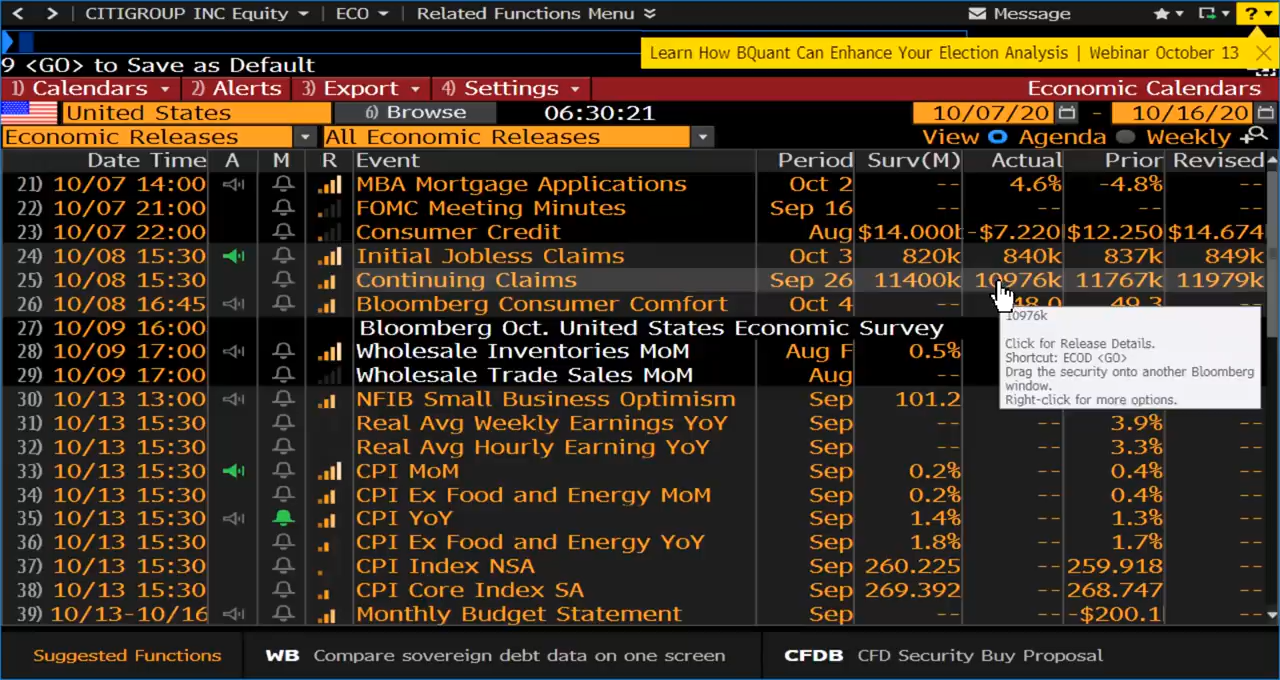 < > CITIGROUP INC Equity ECO Related Functions Menu Message ?
Learn How BQuant Can Enhance Your Election Analysis | Webinar October 13
9 <GO> to Save as Default
1) Calendars 2) Alerts 3) Export 4) Settings Economic Calendars
United States 6) Browse 06:30:21 10/07/20 - 10/16/20
Economic Releases All Economic Releases View Agenda Weekly
Date Time A M R Event Period Surv(M) Actual Prior Revised
21) 10/07 14:00 MBA Mortgage Applications Oct 2 -- 4.6% -4.8% --
22) 10/07 21:00 FOMC Meeting Minutes Sep 16 -- -- -- --
23) 10/07 22:00 Consumer Credit Aug $14.000b -$7.220 $12.250 $14.674
24) 10/08 15:30 Initial Jobless Claims Oct 3 820k 840k 837k 849k
25) 10/08 15:30 Continuing Claims Sep 26 11400k 10976k 11767k 11979k
26) 10/08 16:45 Bloomberg Consumer Comfort Oct 4 -- 48.0 49.3 --
27) 10/09 16:00 Bloomberg Oct. United States Economic Survey
28) 10/09 17:00 Wholesale Inventories MoM Aug F 0.5%
29) 10/09 17:00 Wholesale Trade Sales MoM Aug --
10976k
Click for Release Details.
Shortcut: ECOD <GO>
Drag the security onto another Bloomberg
window.
Right-click for more options.
30) 10/13 13:00 NFIB Small Business Optimism Sep 101.2
31) 10/13 15:30 Real Avg Weekly Earnings YoY Sep -- -- 3.9% --
32) 10/13 15:30 Real Avg Hourly Earning YoY Sep -- -- 3.3% --
33) 10/13 15:30 CPI MoM Sep 0.2% -- 0.4% --
34) 10/13 15:30 CPI Ex Food and Energy MoM Sep 0.2% -- 0.4% --
35) 10/13 15:30 CPI YoY Sep 1.4% -- 1.3% --
36) 10/13 15:30 CPI Ex Food and Energy YoY Sep 1.8% -- 1.7% --
37) 10/13 15:30 CPI Index NSA Sep 260.225 -- 259.918 --
38) 10/13 15:30 CPI Core Index SA Sep 269.392 -- 268.747 --
39) 10/13-10/16 Monthly Budget Statement Sep -- -- -$200.1 --
Suggested Functions WB Compare sovereign debt data on one screen CFDB CFD Security Buy Proposal